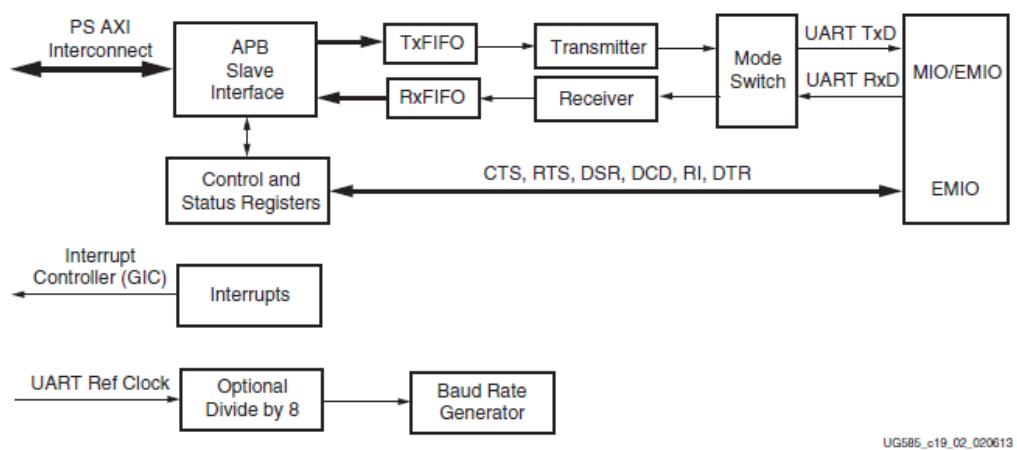 PS AXI
Interconnect
APB
Slave
Interface
TxFIFO
Transmitter
Mode
Switch
UART TxD
MIO/EMIO
UART RxD
RxFIFO
Receiver
Control and
Status Registers
CTS, RTS, DSR, DCD, RI, DTR
EMIO
Interrupt
Controller (GIC)
Interrupts
UART Ref Clock
Optional
Divide by 8
Baud Rate
Generator
UG585_c19_02_020613